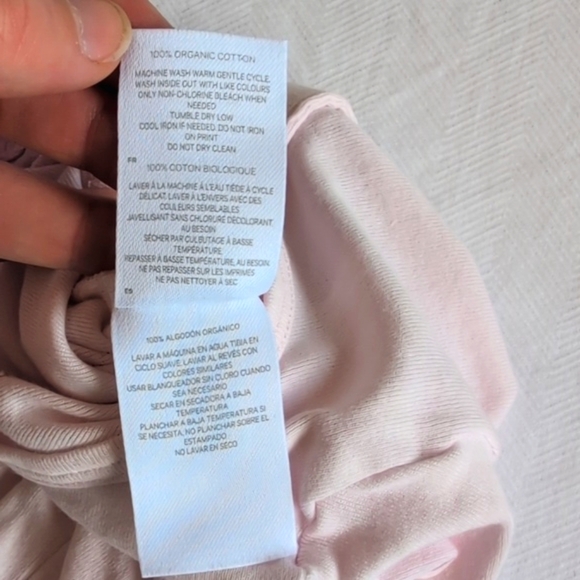 100% ORGANIC COTTON
MACHINE WASH WARM GENTLE CYCLE.
WASH INSIDE OUT WITH LIKE COLOURS
ONLY NON-CHLORINE BLEACH WHEN
NEEDED
TUMBLE DRY LOW
COOL IRON IF NEEDED. DO NOT IRON
ON PRINT
DO NOT DRY CLEAN
FR
100% COTON BIOLOGIQUE
LAVER À LA MACHINE À L'EAU TIÈDE À CYCLE
DÉLICAT. LAVER À L'ENVERS AVEC DES
COULEURS SEMBLABLES
JAVELLISANT SANS CHLORURE DÉCOLORANT,
AU BESOIN
SÉCHER PAR CULBUTAGE À BASSE
TEMPÉRATURE
REPASSER À BASSE TEMPÉRATURE, AU BESOIN.
NE PAS REPASSER SUR LES IMPRIMÉS
NE PAS NETTOYER À SEC
ES
100% ALGODÓN ORGÁNICO
LAVAR A MÁQUINA EN AGUA TIBIA EN
CICLO SUAVE. LAVAR AL REVÉS CON
COLORES SIMILARES
USAR BLANQUEADOR SIN CLORO CUANDO
SEA NECESARIO
SECAR EN SECADORA A BAJA
TEMPERATURA
PLANCHAR A BAJA TEMPERATURA SI
SE NECESITA. NO PLANCHAR SOBRE EL
ESTAMPADO
NO LAVAR EN SECO